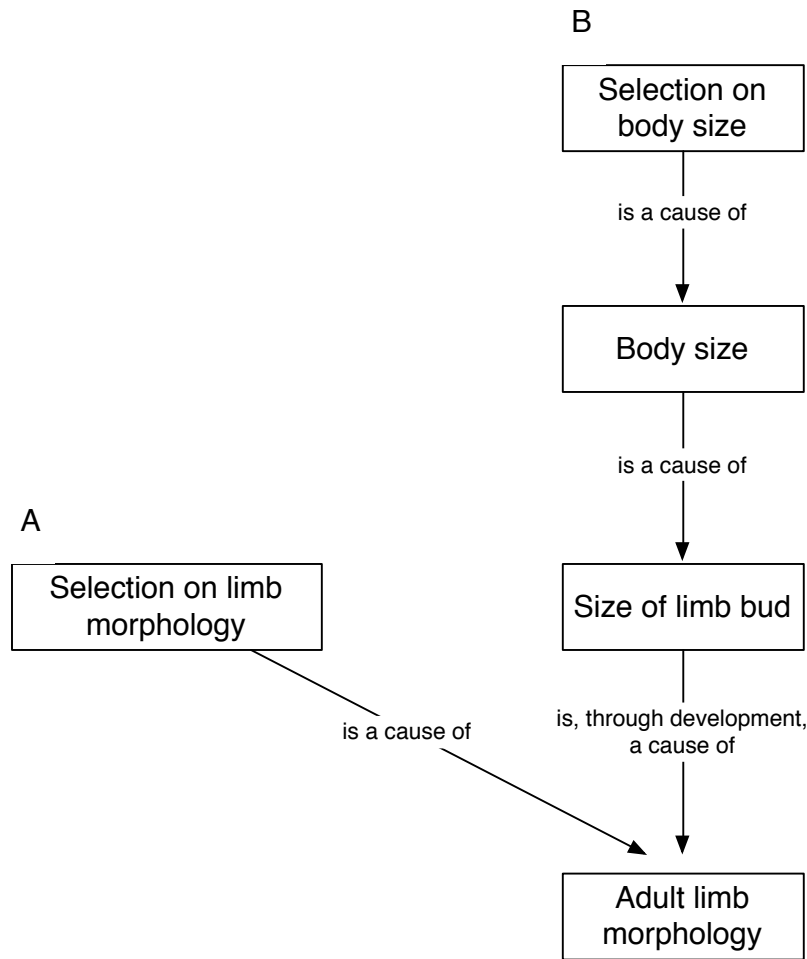 B
Selection on
body size
is a cause of
Body size
is a cause of
A
Selection on limb
morphology
Size of limb bud
is a cause of
is, through development,
a cause of
Adult limb
morphology